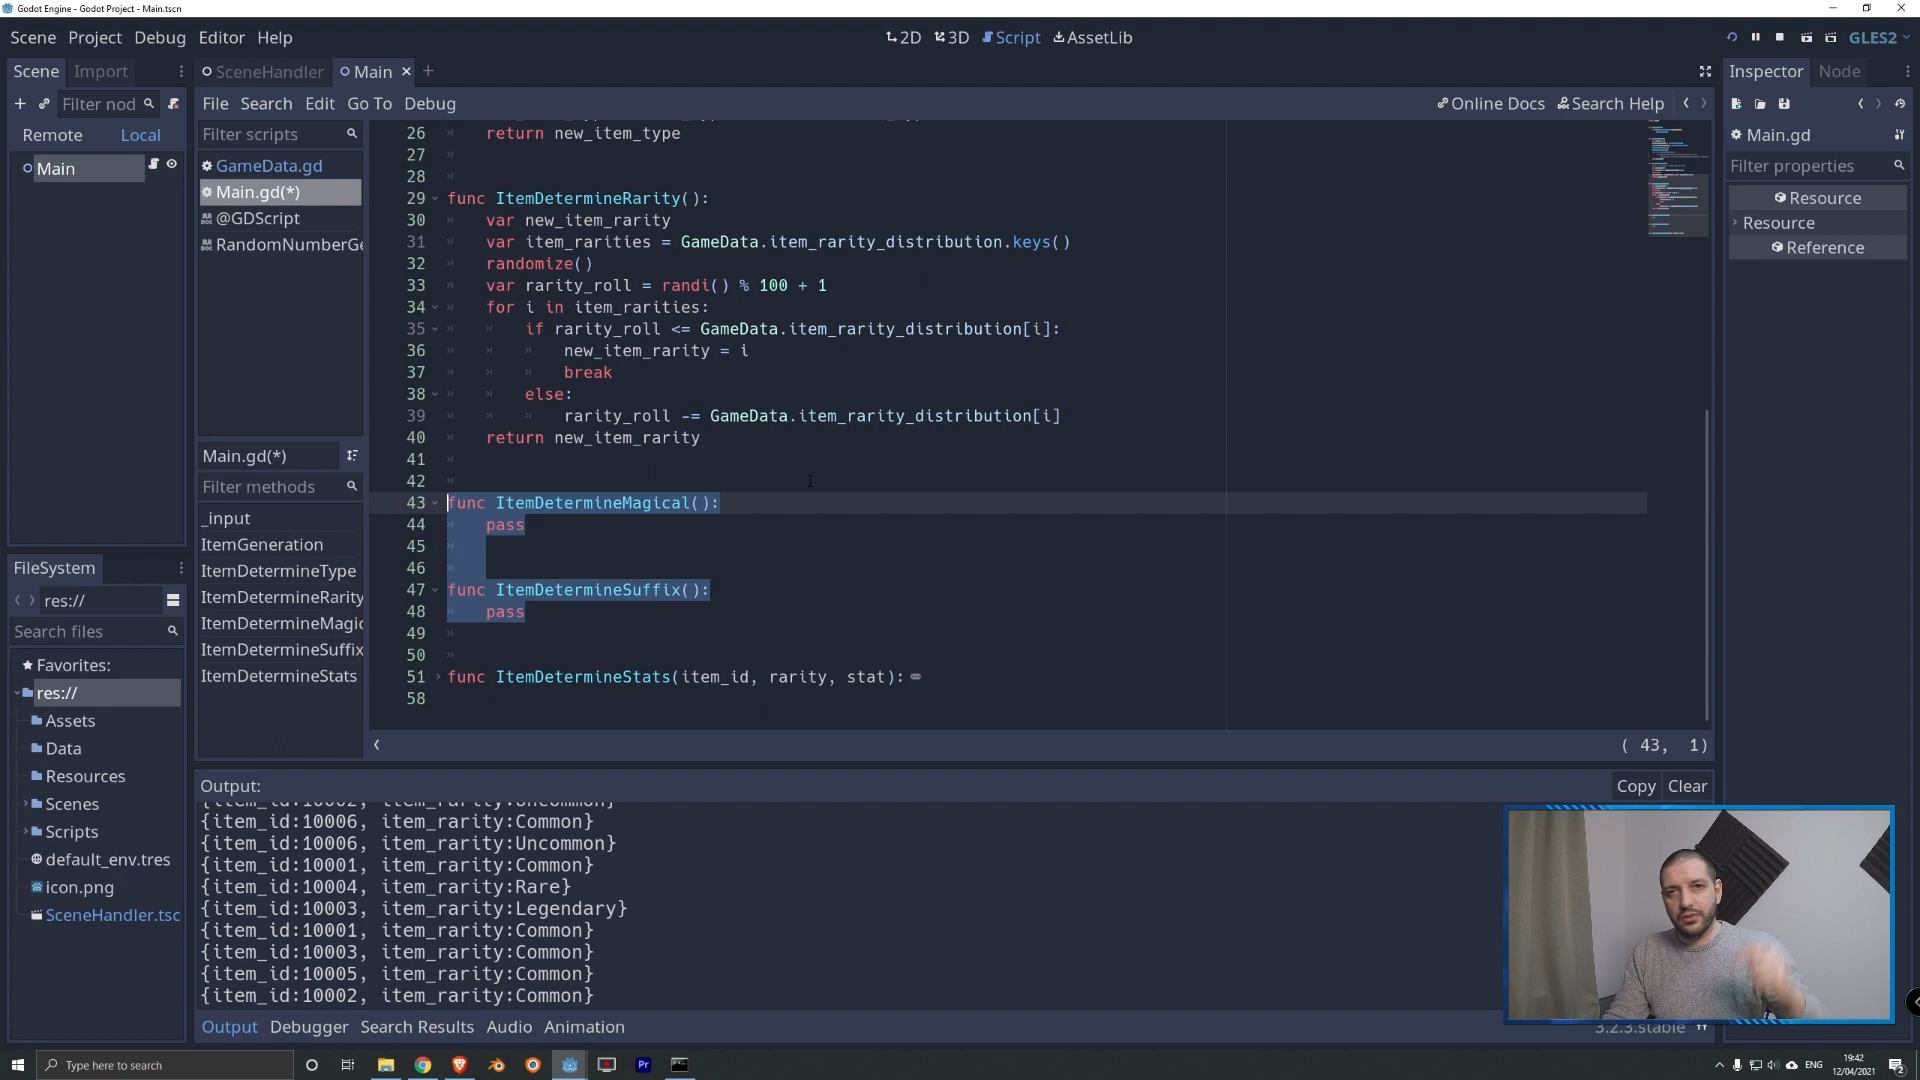 Godot Engine - Godot Project - Main.tscn
Scene Project Debug Editor Help
2D 3D Script AssetLib
GLES2
Scene Import
SceneHandler Main
Inspector Node
Filter nod
File Search Edit Go To Debug
Online Docs Search Help
Remote Local
Filter scripts
Main.gd
Main
GameData.gd
Main.gd(*)
@GDScript
RandomNumberGe
Filter properties
Resource
Resource
Reference
26 return new_item_type
27
28
29 func ItemDetermineRarity():
30 var new_item_rarity
31 var item_rarities = GameData.item_rarity_distribution.keys()
32 randomize()
33 var rarity_roll = randi() % 100 + 1
34 for i in item_rarities:
35 if rarity_roll <= GameData.item_rarity_distribution[i]:
36 new_item_rarity = i
37 break
38 else:
39 rarity_roll -= GameData.item_rarity_distribution[i]
40 return new_item_rarity
41
42
43 func ItemDetermineMagical():
44 pass
45
46
47 func ItemDetermineSuffix():
48 pass
49
50
51 func ItemDetermineStats(item_id, rarity, stat):
58
( 43, 1)
Main.gd(*)
Filter methods
_input
ItemGeneration
ItemDetermineType
ItemDetermineRarity
ItemDetermineMagic
ItemDetermineSuffix
ItemDetermineStats
FileSystem
res://
Search files
Favorites:
res://
Assets
Data
Resources
Scenes
Scripts
default_env.tres
icon.png
SceneHandler.tsc
Output:
Copy Clear
{item_id:10002, item_rarity:Uncommon}
{item_id:10006, item_rarity:Common}
{item_id:10006, item_rarity:Uncommon}
{item_id:10001, item_rarity:Common}
{item_id:10004, item_rarity:Rare}
{item_id:10003, item_rarity:Legendary}
{item_id:10001, item_rarity:Common}
{item_id:10003, item_rarity:Common}
{item_id:10005, item_rarity:Common}
{item_id:10002, item_rarity:Common}
Output Debugger Search Results Audio Animation
3.2.3.stable
Type here to search
Pr
ENG
19:42
12/04/2021
2